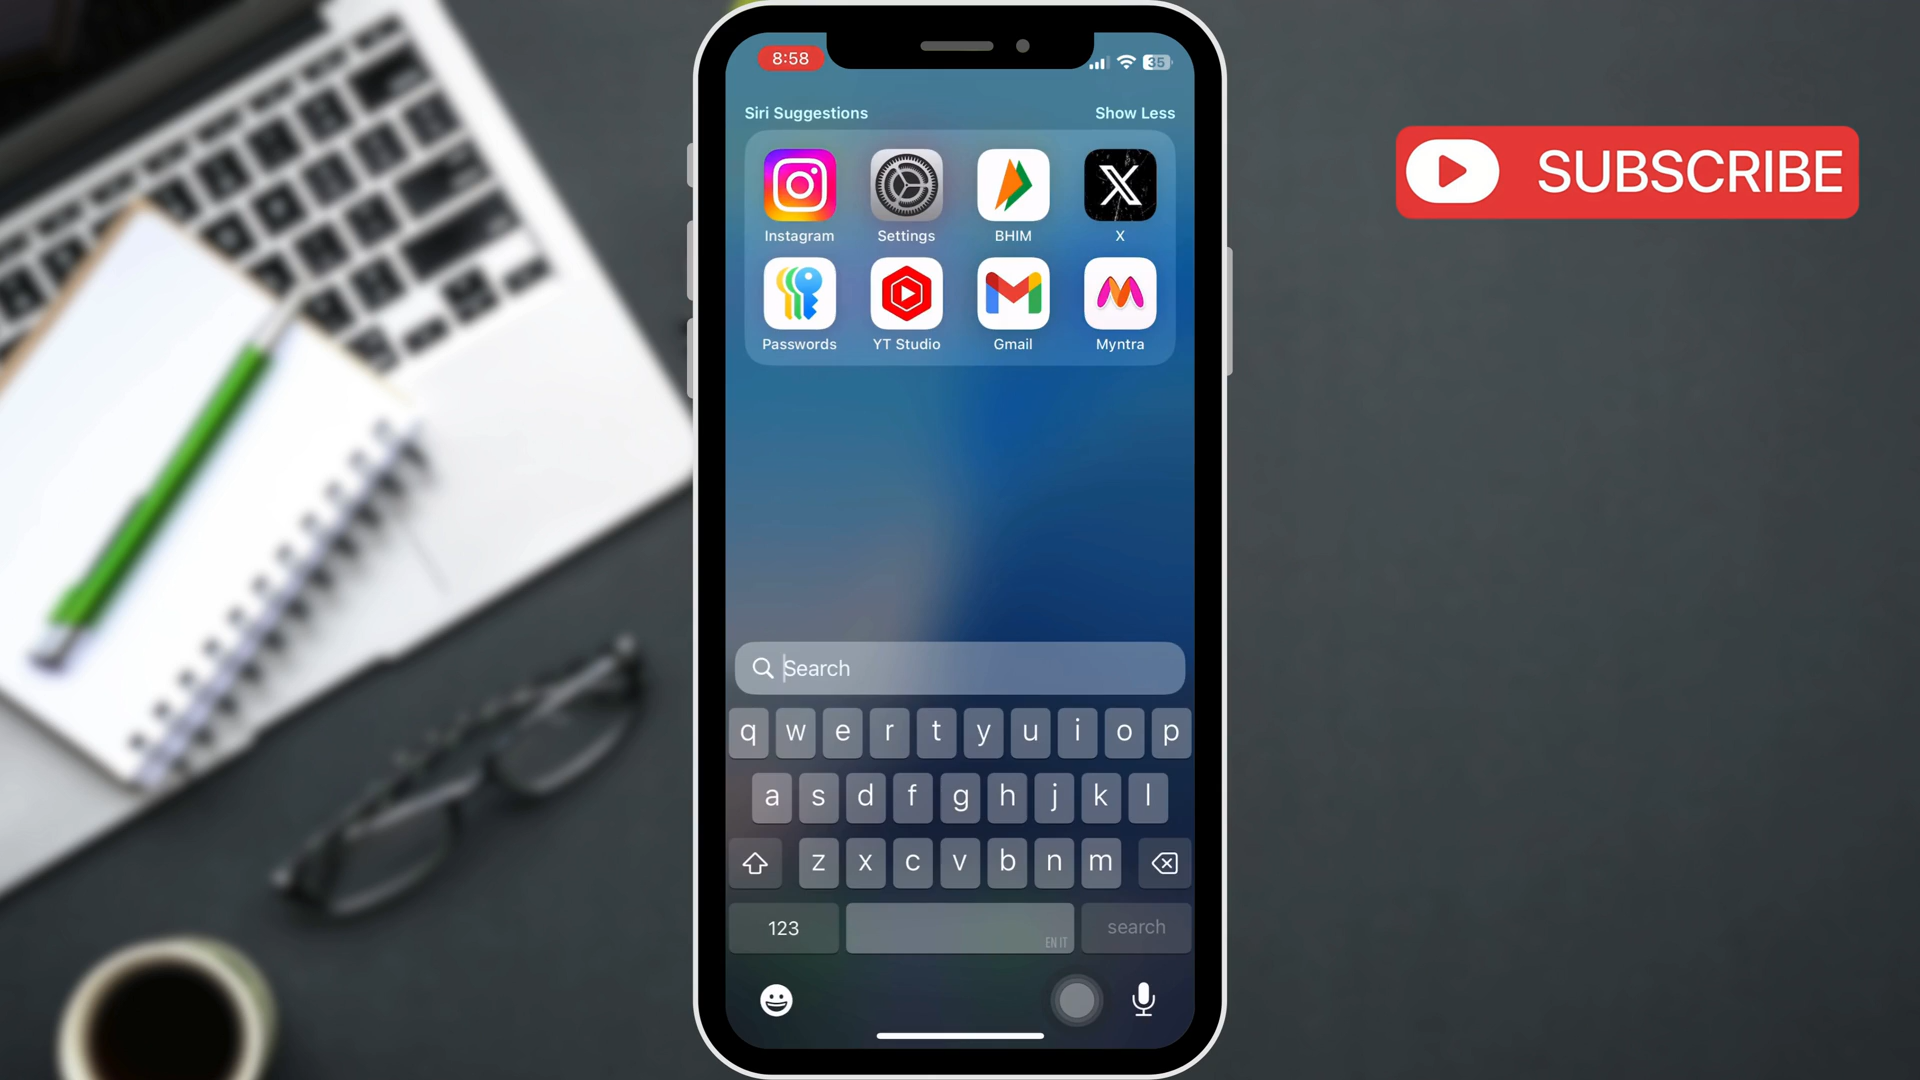 8:58
35
Siri Suggestions
Show Less
Instagram
Settings
BHIM
X
Passwords
YT Studio
Gmail
Myntra
Search
q w e r t y u i o p
a s d f g h j k l
z x c v b n m
123
EN IT
search
SUBSCRIBE